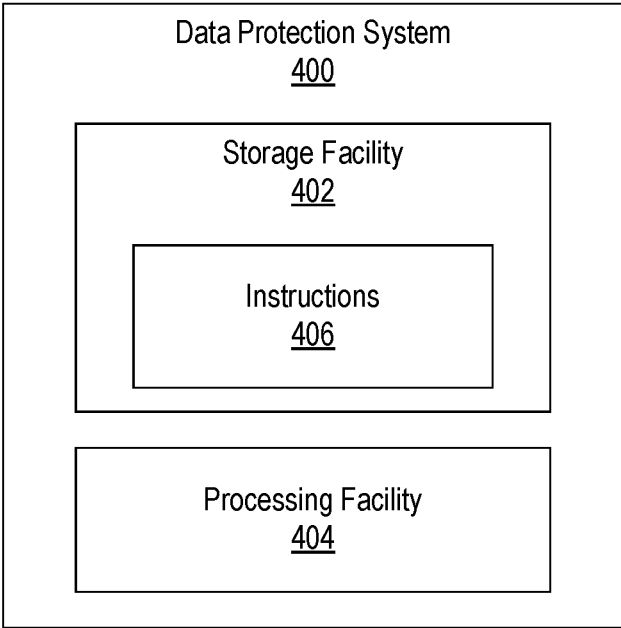 Data Protection System
400
Storage Facility
402
Instructions
406
Processing Facility
404